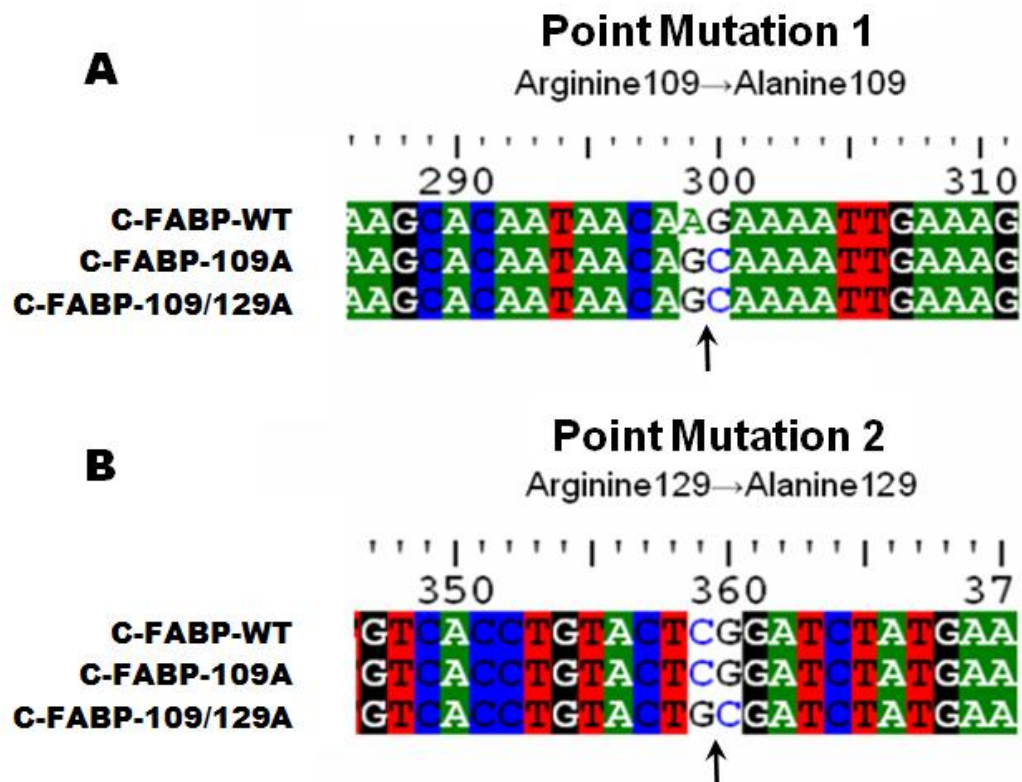 Point Mutation 1
A
Arginine109→Alanine109
290 300 310
C-FABP-WT AAGCACAATAACAAGAAAATTGAAAG
C-FABP-109A AAGCACAATAACAGCAAAATTGAAAG
C-FABP-109/129A AAGCACAATAACAGCAAAATTGAAAG
Point Mutation 2
B
Arginine129→Alanine129
350 360 37
C-FABP-WT GTCACCTGTACTCGGATCTATGAA
C-FABP-109A GTCACCTGTACTCGGATCTATGAA
C-FABP-109/129A GTCACCTGTACTGCGATCTATGAA